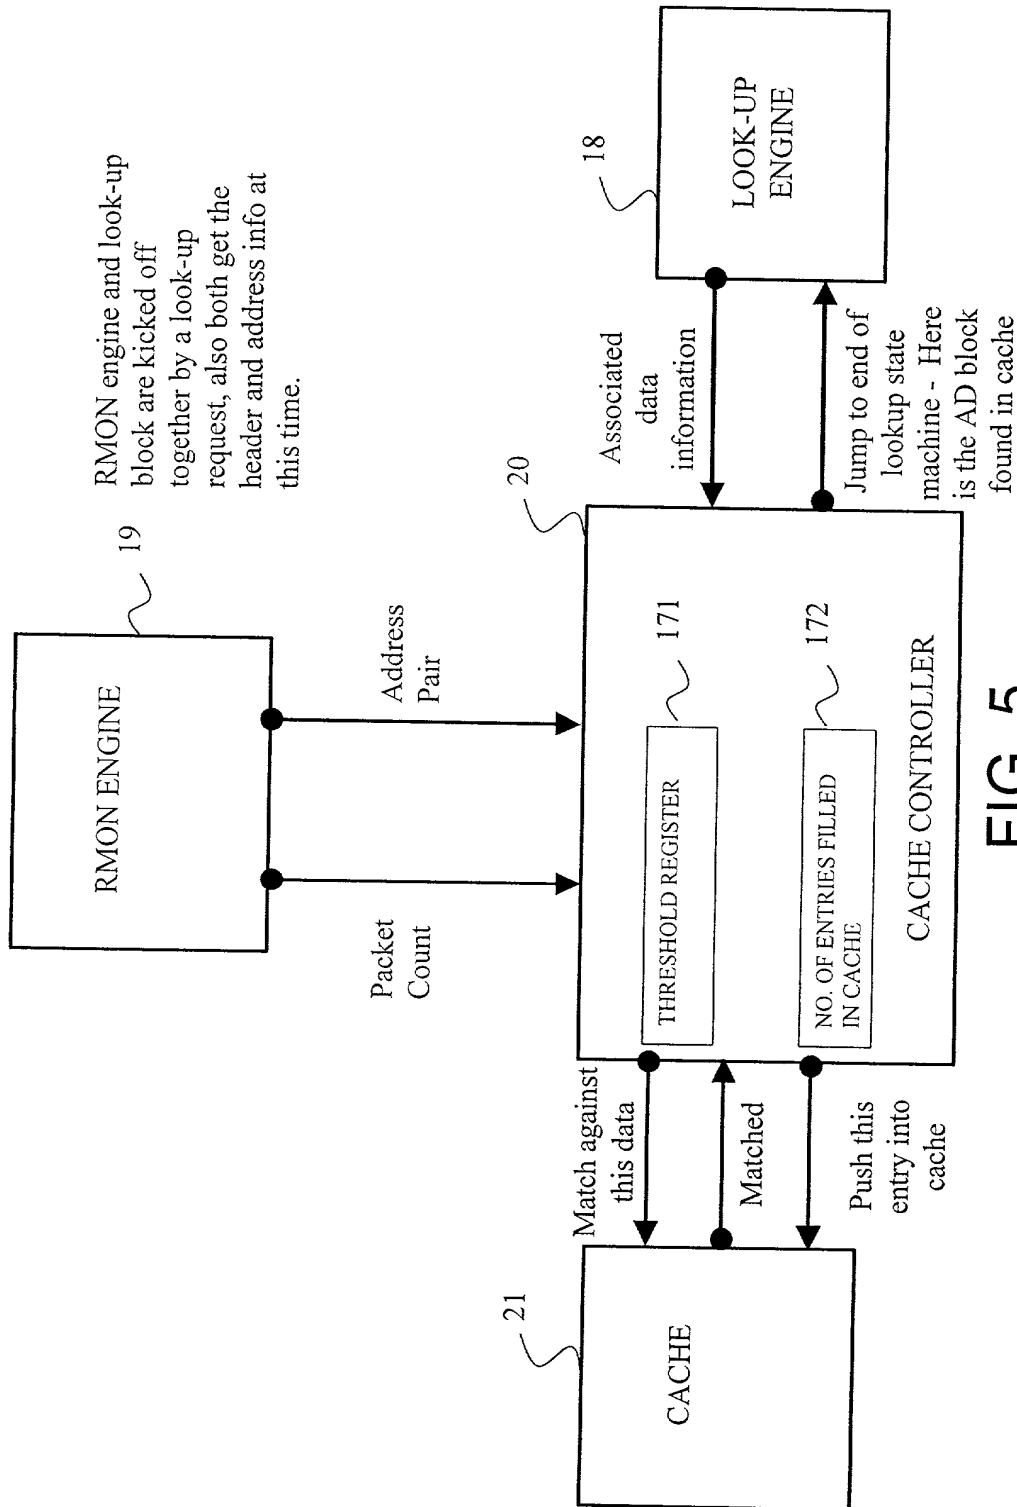 RMON engine and look-up
block are kicked off
together by a look-up
request, also both get the
header and address info at
this time.
19
RMON ENGINE
Packet
Count
Address
Pair
21
CACHE
Match against
this data
Matched
Push this
entry into
cache
20
THRESHOLD REGISTER
171
NO. OF ENTRIES FILLED
IN CACHE
172
CACHE CONTROLLER
Associated
data
information
Jump to end of
lookup state
machine - Here
is the AD block
found in cache
18
LOOK-UP
ENGINE
FIG. 5